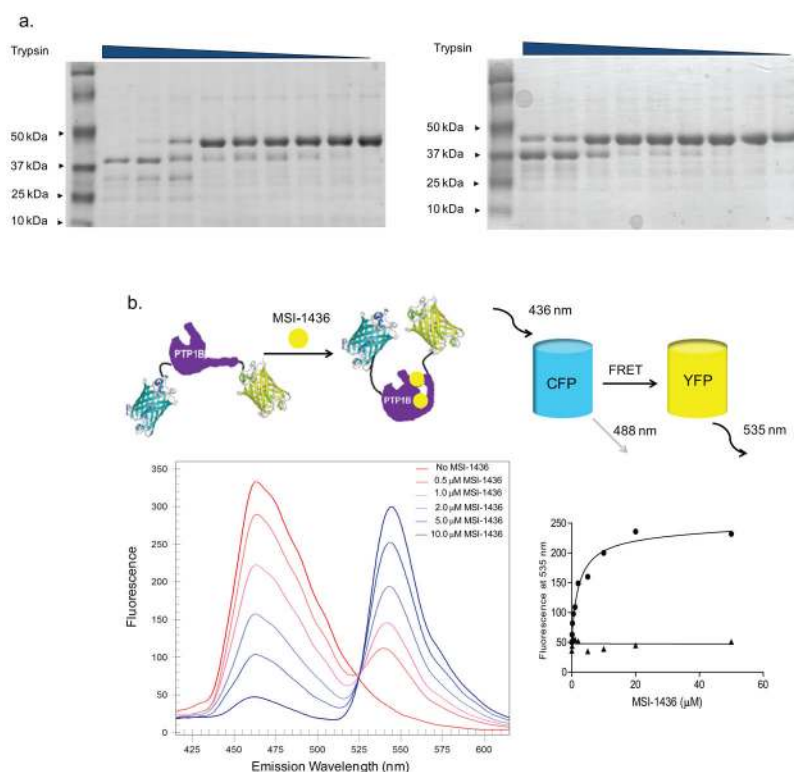 a.
Trypsin
50 kDa
37 kDa
25 kDa
10 kDa
Trypsin
50 kDa
37 kDa
25 kDa
10 kDa
b.
MSI-1436
PTP1B
PTP1B
436 nm
CFP
FRET
YFP
488 nm
535 nm
No MSI-1436
0.5 µM MSI-1436
1.0 µM MSI-1436
2.0 µM MSI-1436
5.0 µM MSI-1436
10.0 µM MSI-1436
Fluorescence
350
300
250
200
150
100
50
0
425 450 475 500 525 550 575 600
Emission Wavelength (nm)
Fluorescence at 535 nm
300
250
200
150
100
50
0
0 20 40 60
MSI-1436 (µM)